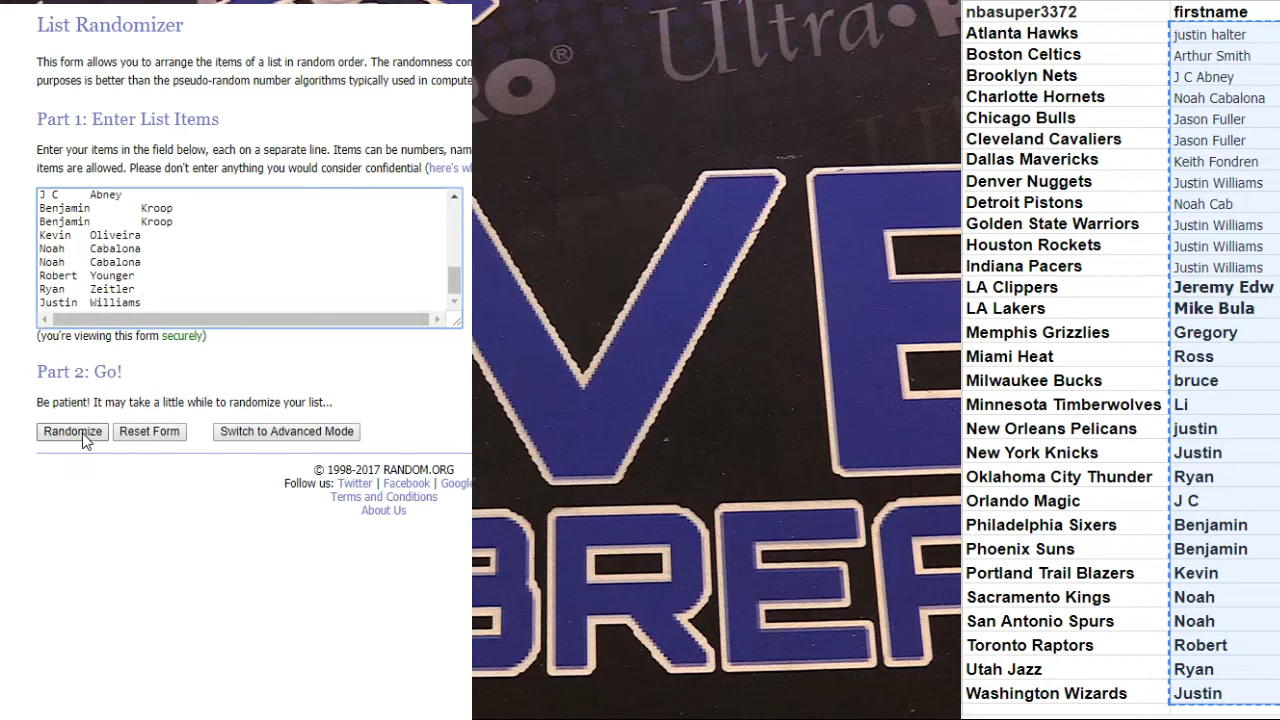 List Randomizer
This form allows you to arrange the items of a list in random order. The randomness com
purposes is better than the pseudo-random number algorithms typically used in compute
Part 1: Enter List Items
Enter your items in the field below, each on a separate line. Items can be numbers, nam
items are allowed. Please don't enter anything you would consider confidential (here's w
J C Abney
Benjamin Kroop
Benjamin Kroop
Kevin Oliveira
Noah Cabalona
Noah Cabalona
Robert Younger
Ryan Zeitler
Justin Williams
(you're viewing this form securely)
Part 2: Go!
Be patient! It may take a little while to randomize your list...
Randomize Reset Form Switch to Advanced Mode
© 1998-2017 RANDOM.ORG
Follow us: Twitter | Facebook | Google
Terms and Conditions
About Us
Ultra
RO®
VE
BREA
nbasuper3372 firstname
Atlanta Hawks justin halter
Boston Celtics Arthur Smith
Brooklyn Nets J C Abney
Charlotte Hornets Noah Cabalona
Chicago Bulls Jason Fuller
Cleveland Cavaliers Jason Fuller
Dallas Mavericks Keith Fondren
Denver Nuggets Justin Williams
Detroit Pistons Noah Cab
Golden State Warriors Justin Williams
Houston Rockets Justin Williams
Indiana Pacers Justin Williams
LA Clippers Jeremy Edw
LA Lakers Mike Bula
Memphis Grizzlies Gregory
Miami Heat Ross
Milwaukee Bucks bruce
Minnesota Timberwolves Li
New Orleans Pelicans justin
New York Knicks Justin
Oklahoma City Thunder Ryan
Orlando Magic J C
Philadelphia Sixers Benjamin
Phoenix Suns Benjamin
Portland Trail Blazers Kevin
Sacramento Kings Noah
San Antonio Spurs Noah
Toronto Raptors Robert
Utah Jazz Ryan
Washington Wizards Justin